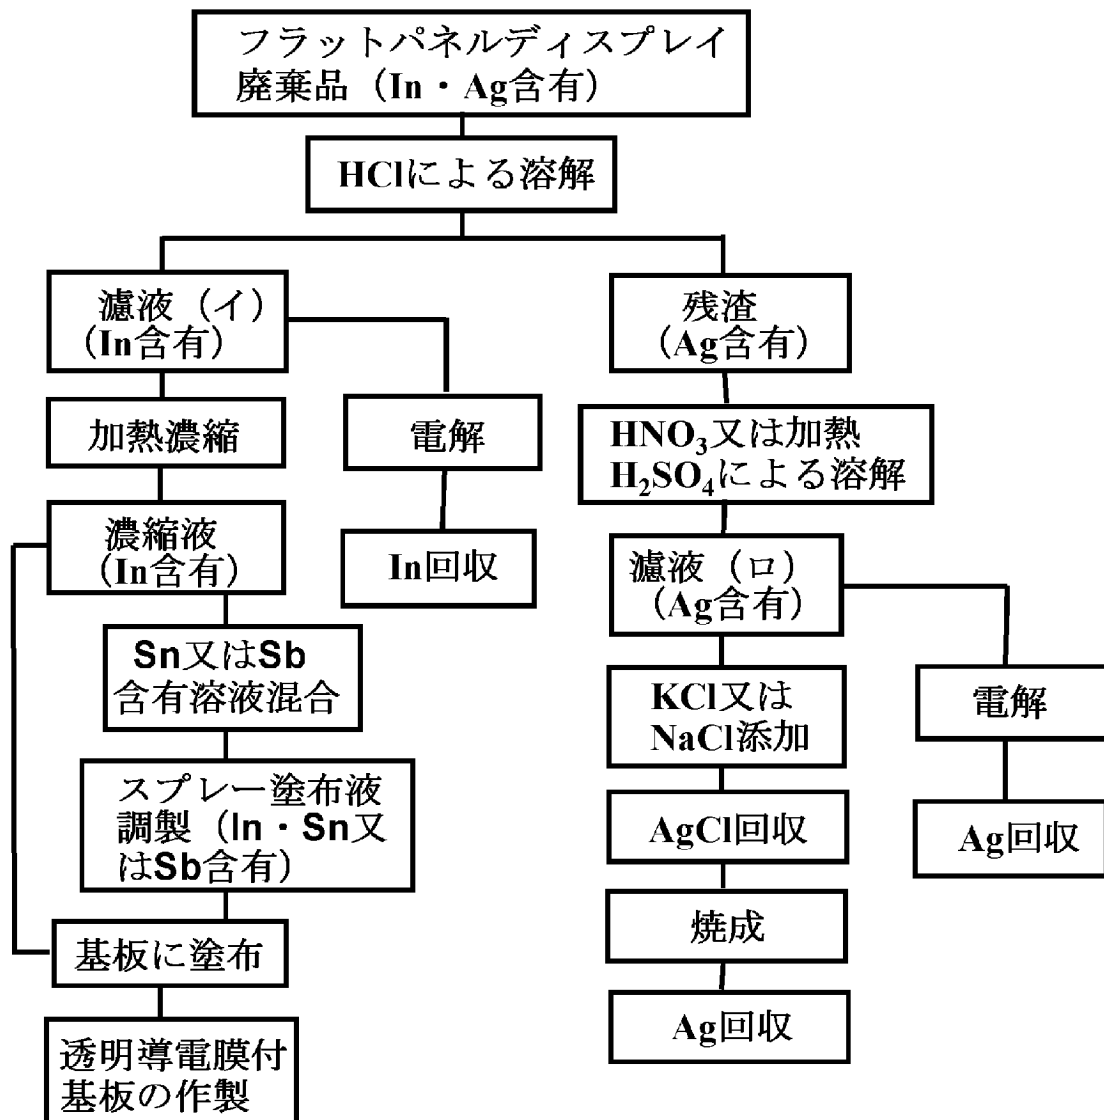 フラットパネルディスプレイ
廃棄品（In・Ag含有）
HClによる溶解
濾液（イ）
（In含有）
加熱濃縮
濃縮液
（In含有）
Sn又はSb
含有溶液混合
スプレー塗布液
調製（In・Sn又
はSb含有）
基板に塗布
透明導電膜付
基板の作製
電解
In回収
残渣
（Ag含有）
HNO₃又は加熱
H₂SO₄による溶解
濾液（ロ）
（Ag含有）
KCl又は
NaCl添加
AgCl回収
焼成
Ag回収
電解
Ag回収